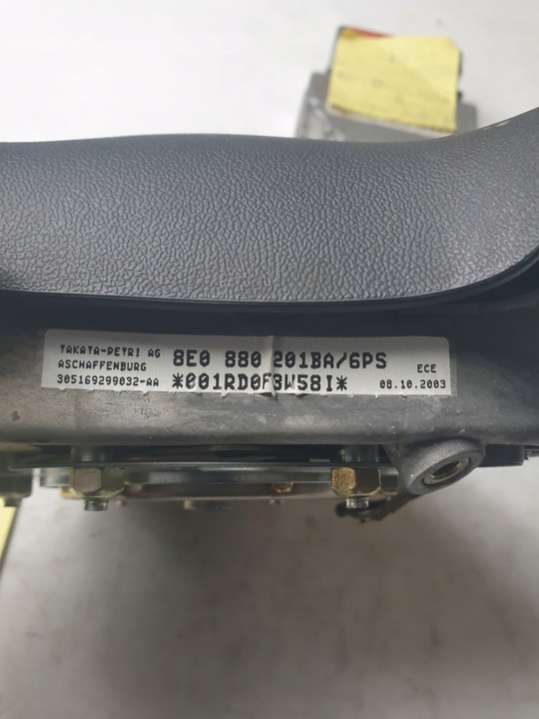 TAKATA-PETRI AG
ASCHAFFENBURG
305169299032-AA
8E0 880 201BA/6PS
*001RD0F3W58I*
ECE
08.10.2003